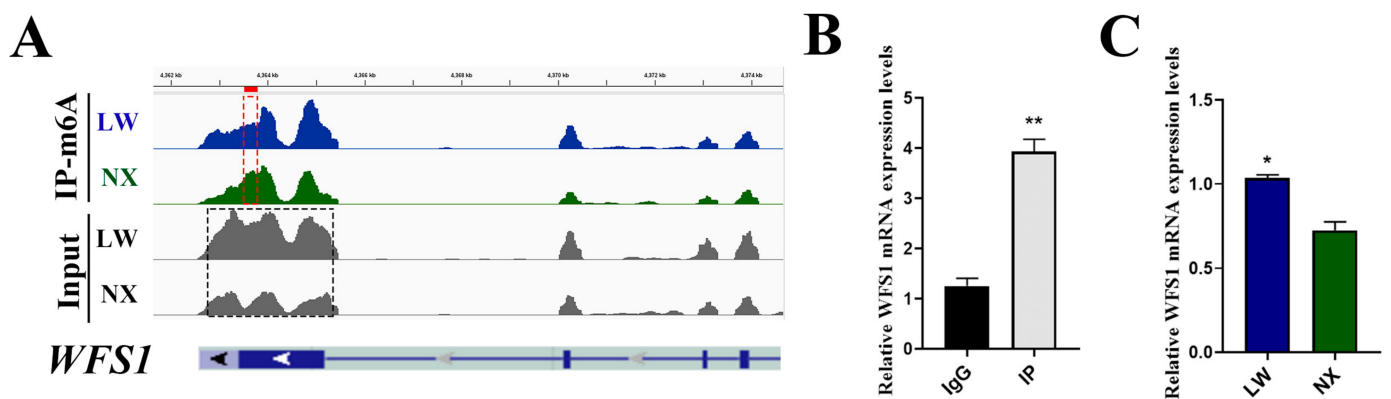 A
4,362 kb 4,364 kb 4,366 kb 4,368 kb 4,370 kb 4,372 kb 4,374 kb
IP-m6A
LW
NX
Input
LW
NX
WFS1
B
Relative WFS1 mRNA expression levels
5
4
3
2
1
0
**
IgG IP
C
Relative WFS1 mRNA expression levels
1.5
1.0
0.5
0.0
*
LW NX